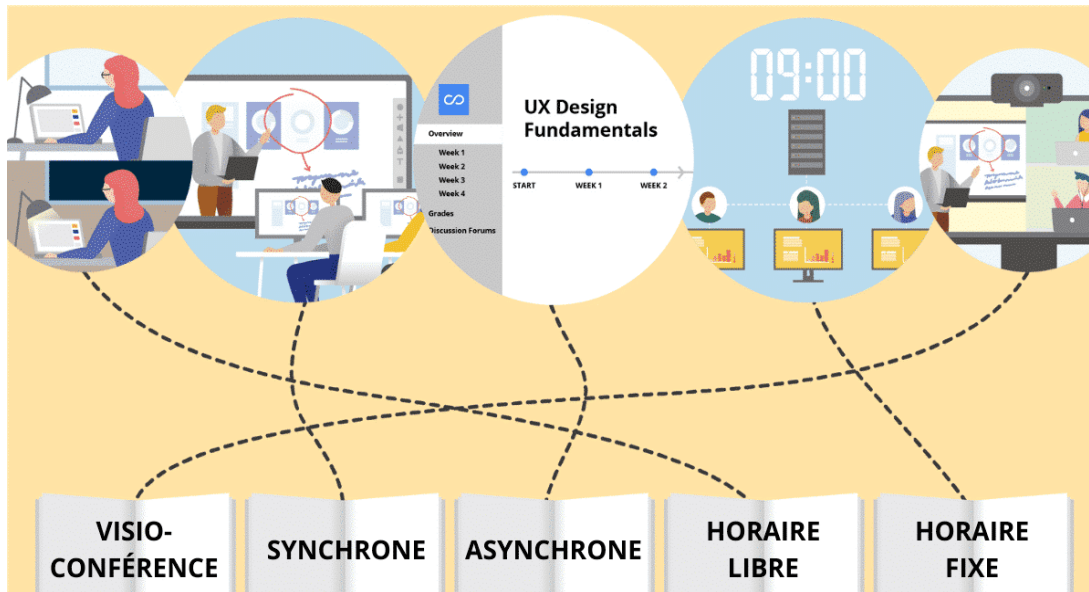 09:00
UX Design
Fundamentals
Overview
Week 1
Week 2
Week 3
Week 4
Grades
Discussion Forums
START
WEEK 1
WEEK 2
VISIO-
CONFÉRENCE
SYNCHRONE
ASYNCHRONE
HORAIRE
LIBRE
HORAIRE
FIXE